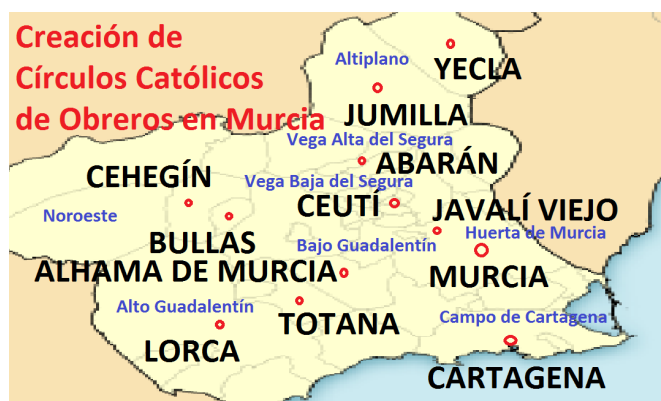 Creación de
Círculos Católicos
de Obreros en Murcia
Altiplano
YECLA
JUMILLA
Vega Alta del Segura
ABARÁN
CEHEGÍN
Vega Baja del Segura
CEUTÍ
JAVALÍ VIEJO
Noroeste
BULLAS
Bajo Guadalentín
Huerta de Murcia
ALHAMA DE MURCIA
MURCIA
Alto Guadalentín
TOTANA
Campo de Cartagena
LORCA
CARTAGENA